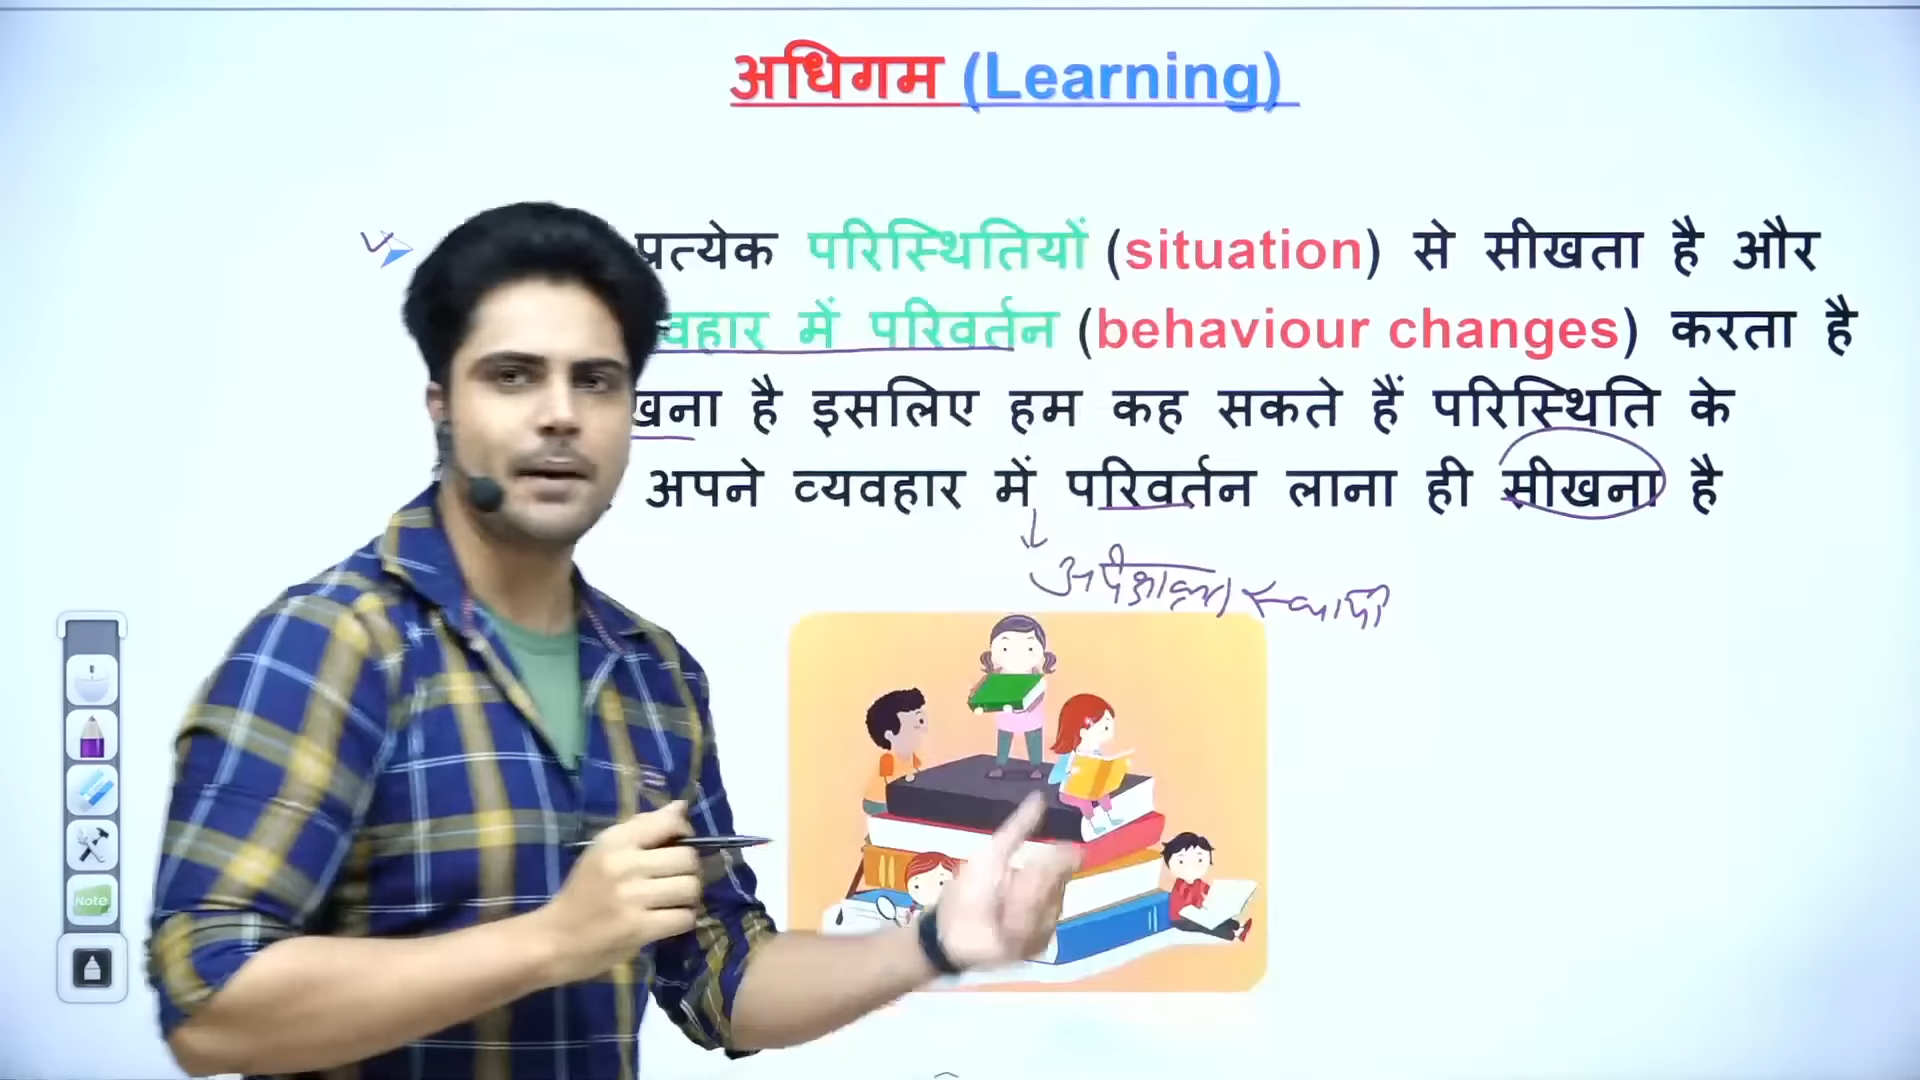 अधिगम (Learning)
प्रत्येक परिस्थितियों (situation) से सीखता है और
वहार में परिवर्तन (behaviour changes) करता है
खना है इसलिए हम कह सकते हैं परिस्थिति के
अपने व्यवहार में परिवर्तन लाना ही सीखना है
स्थायी
Note